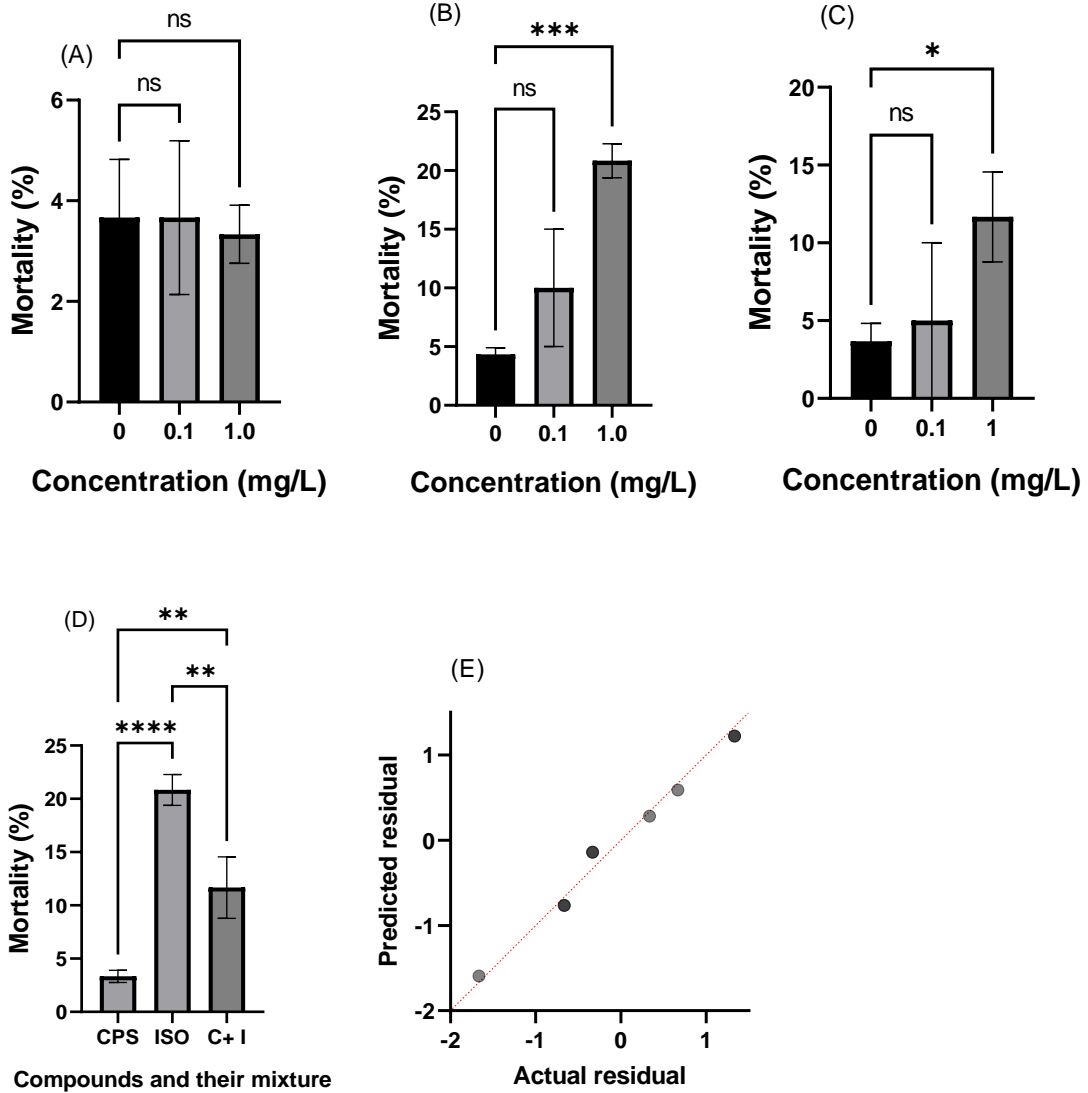 (A)
ns
ns
Mortality (%)
6
4
2
0
0 0.1 1.0
Concentration (mg/L)
(B)
***
ns
Mortality (%)
25
20
15
10
5
0
0 0.1 1.0
Concentration (mg/L)
(C)
*
ns
Mortality (%)
20
15
10
5
0
0 0.1 1
Concentration (mg/L)
(D)
**
**
****
Mortality (%)
25
20
15
10
5
0
CPS ISO C+ I
Compounds and their mixture
(E)
Predicted residual
1
0
-1
-2
-2 -1 0 1
Actual residual